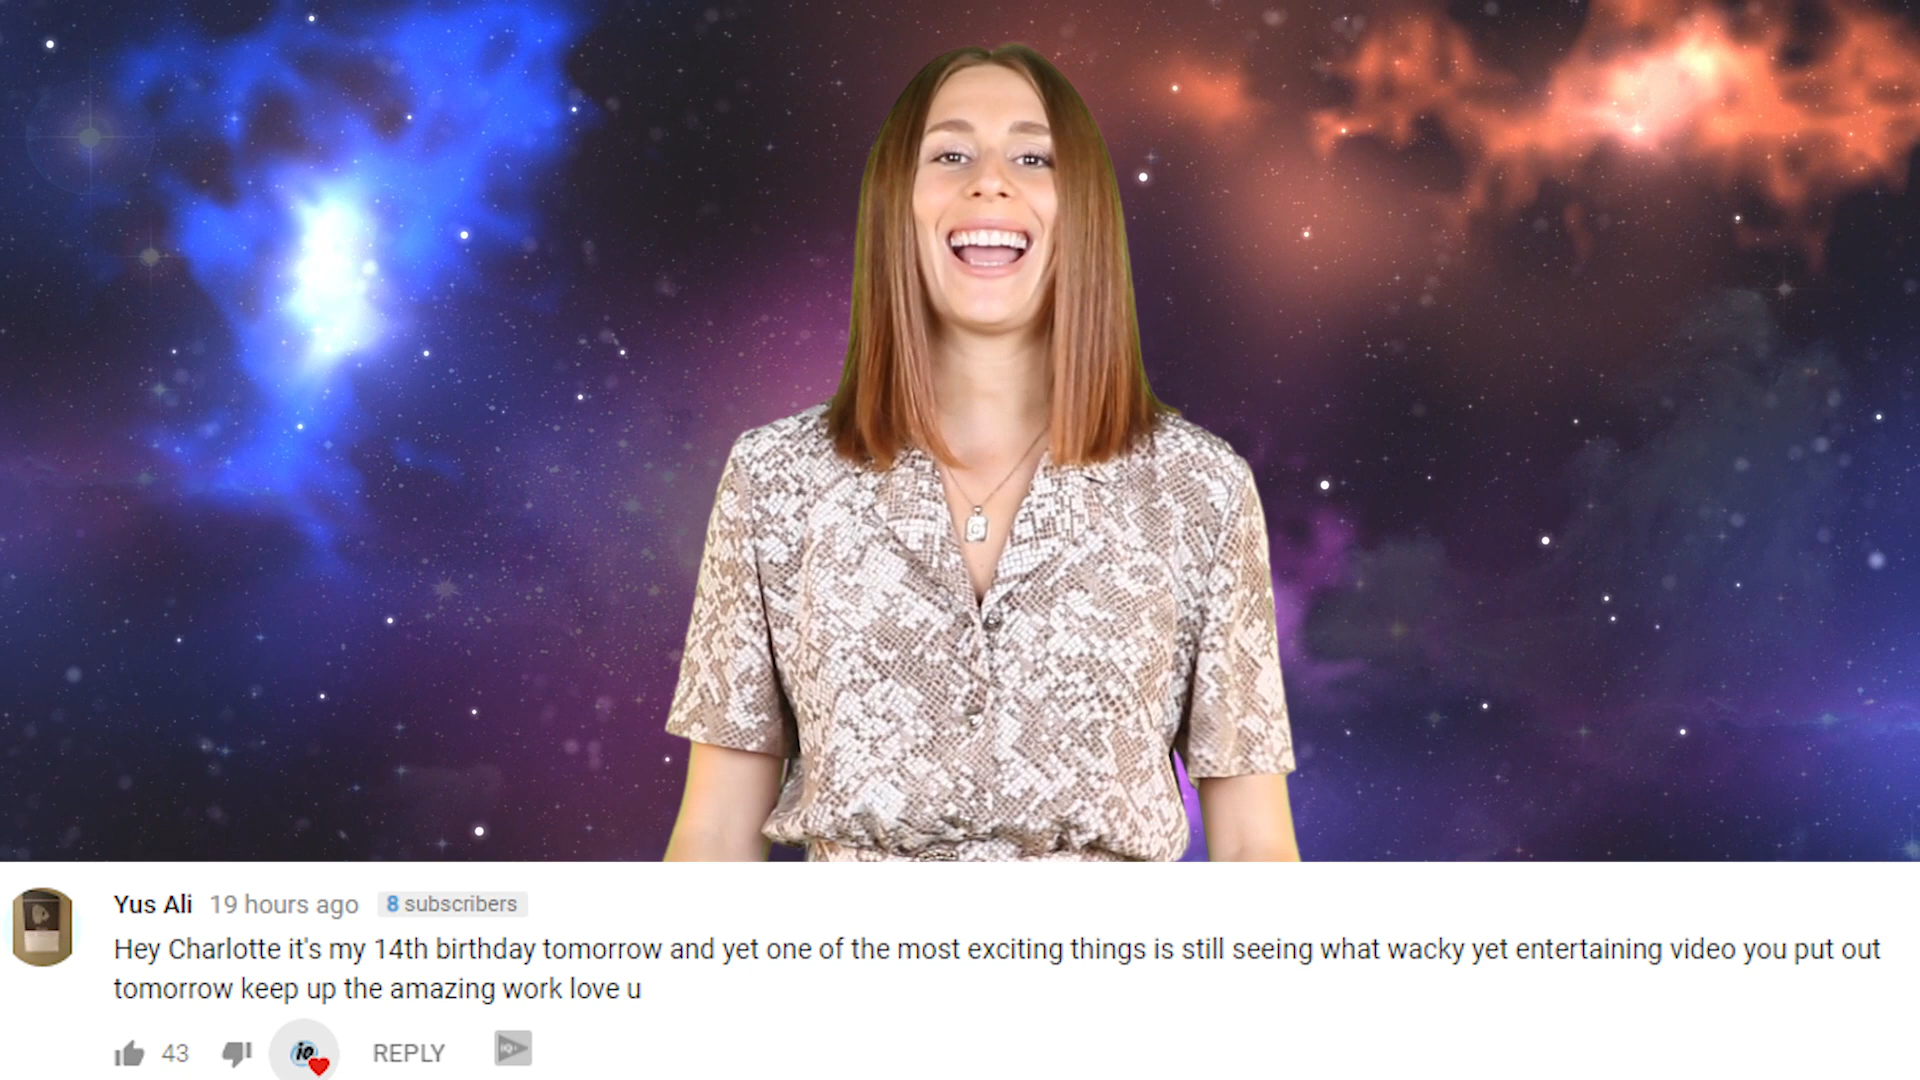 Yus Ali 19 hours ago 8 subscribers
Hey Charlotte it's my 14th birthday tomorrow and yet one of the most exciting things is still seeing what wacky yet entertaining video you put out
tomorrow keep up the amazing work love u
43 io REPLY